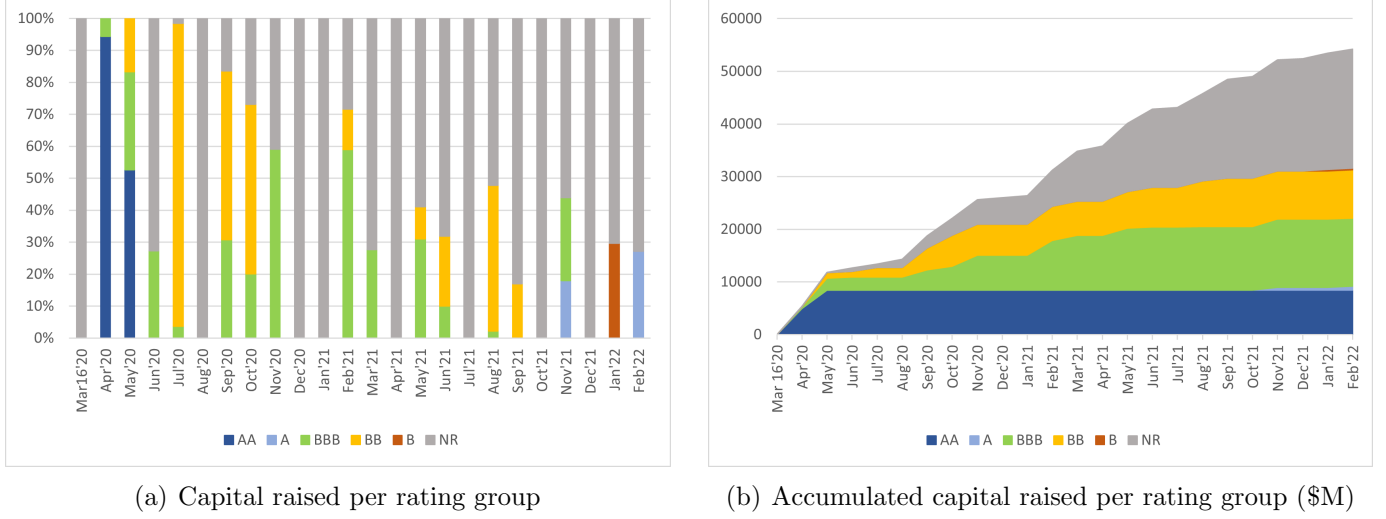 100%
90%
80%
70%
60%
50%
40%
30%
20%
10%
0%
Mar16'20
Apr'20
May'20
Jun'20
Jul'20
Aug'20
Sep'20
Oct'20
Nov'20
Dec'20
Jan'21
Feb'21
Mar'21
Apr'21
May'21
Jun'21
Jul'21
Aug'21
Sep'21
Oct'21
Nov'21
Dec'21
Jan'22
Feb'22
AA A BBB BB B NR
(a) Capital raised per rating group
60000
50000
40000
30000
20000
10000
0
Mar 16'20
Apr'20
May'20
Jun'20
Jul'20
Aug'20
Sep'20
Oct'20
Nov'20
Dec'20
Jan'21
Feb'21
Mar'21
Apr'21
May'21
Jun'21
Jul'21
Aug'21
Sep'21
Oct'21
Nov'21
Dec'21
Jan'22
Feb'22
AA A BBB BB B NR
(b) Accumulated capital raised per rating group ($M)